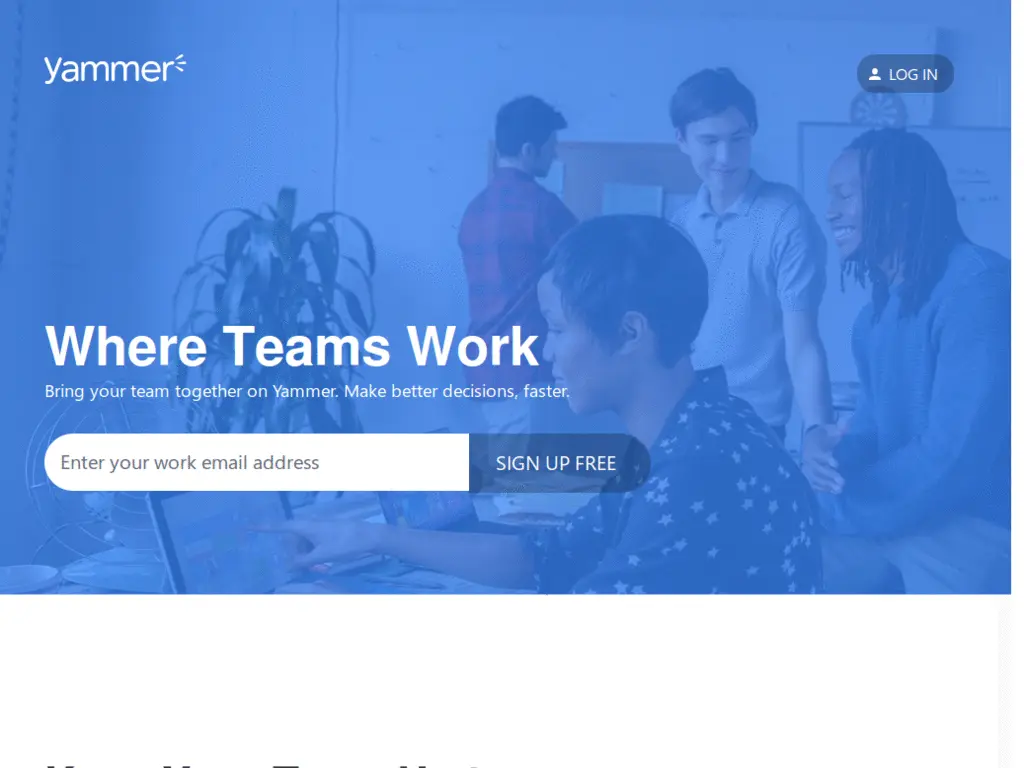 yammer
LOG IN
Where Teams Work
Bring your team together on Yammer. Make better decisions, faster.
Enter your work email address
SIGN UP FREE